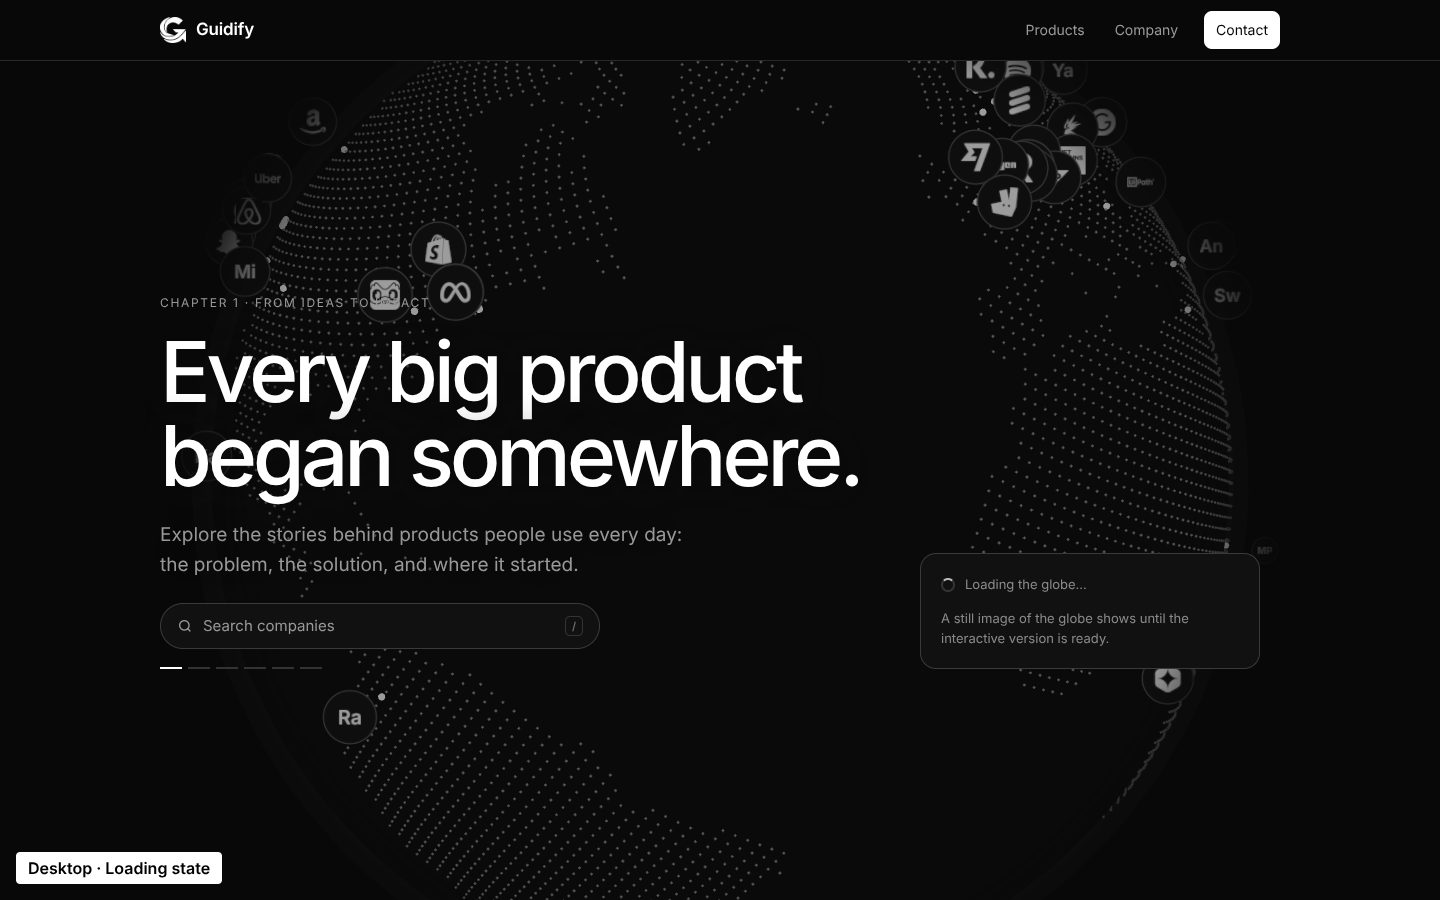 Guidify
Products
Company
Contact
K.
Ya
a
Uber
Mi
UiPath
An
Sw
CHAPTER 1 · FROM IDEAS TO
ACT
Every big product
began somewhere.
Explore the stories behind products people use every day:
the problem, the solution, and where it started.
Search companies
/
MP
Loading the globe...
A still image of the globe shows until the
interactive version is ready.
Ra
Desktop · Loading state